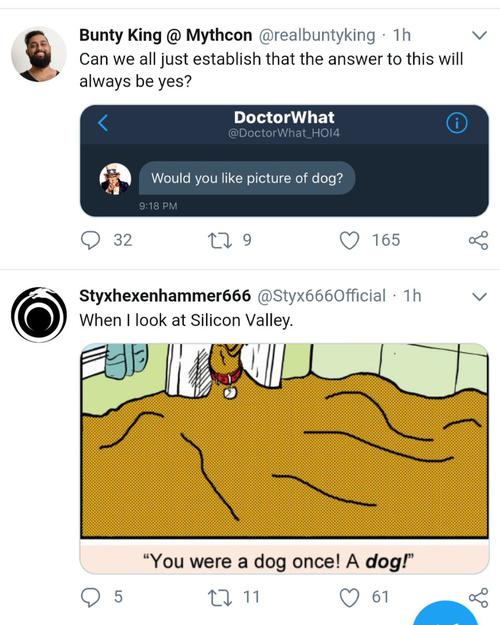 Bunty King @ Mythcon @realbuntyking · 1h
Can we all just establish that the answer to this will
always be yes?
DoctorWhat
@DoctorWhat_HOI4
Would you like picture of dog?
9:18 PM
32 9 165
Styxhexenhammer666 @Styx666Official · 1h
When I look at Silicon Valley.
“You were a dog once! A dog!”
5 11 61